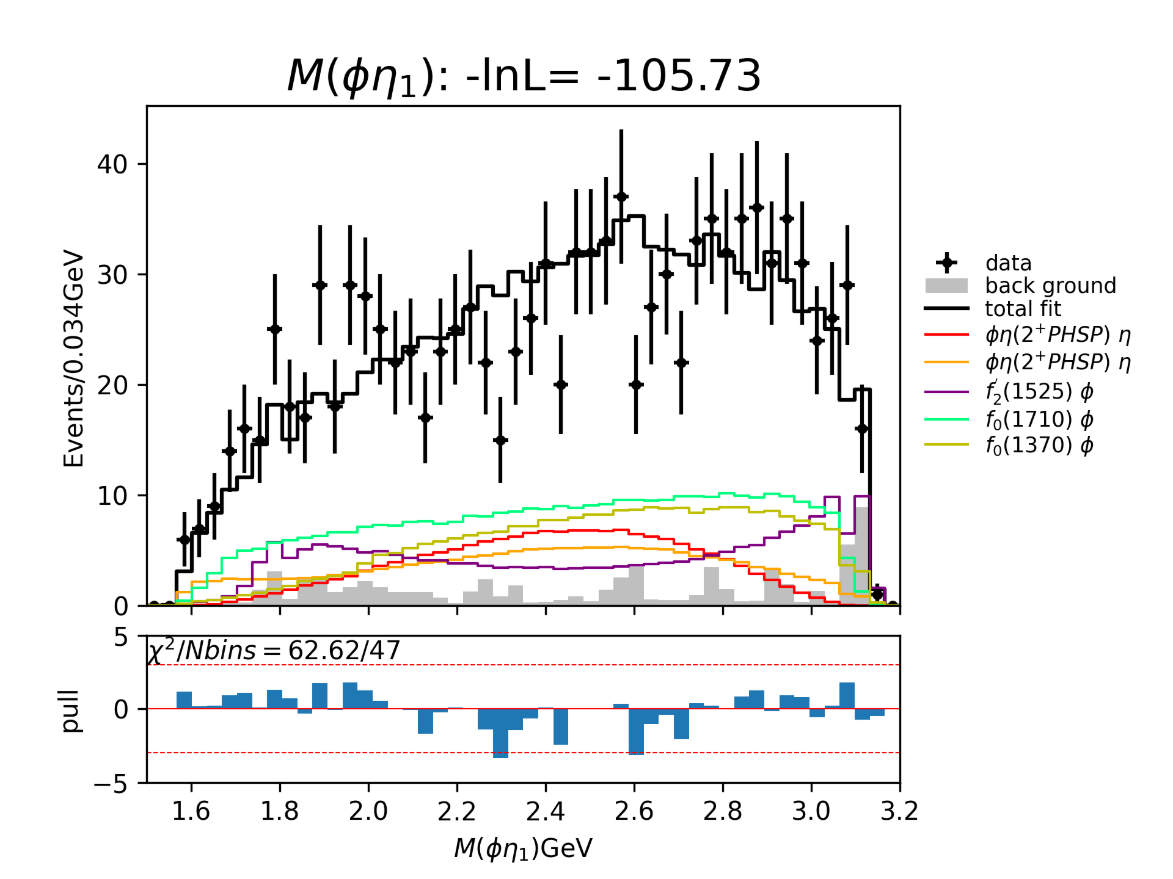 M(ϕη₁): -lnL= -105.73
Events/0.034GeV
40
30
20
10
0
data
back ground
total fit
ϕη(2⁺PHSP) η
ϕη(2⁺PHSP) η
f₂′(1525) ϕ
f₀(1710) ϕ
f₀(1370) ϕ
χ²/Nbins = 62.62/47
pull
5
0
−5
1.6 1.8 2.0 2.2 2.4 2.6 2.8 3.0 3.2
M(ϕη₁)GeV